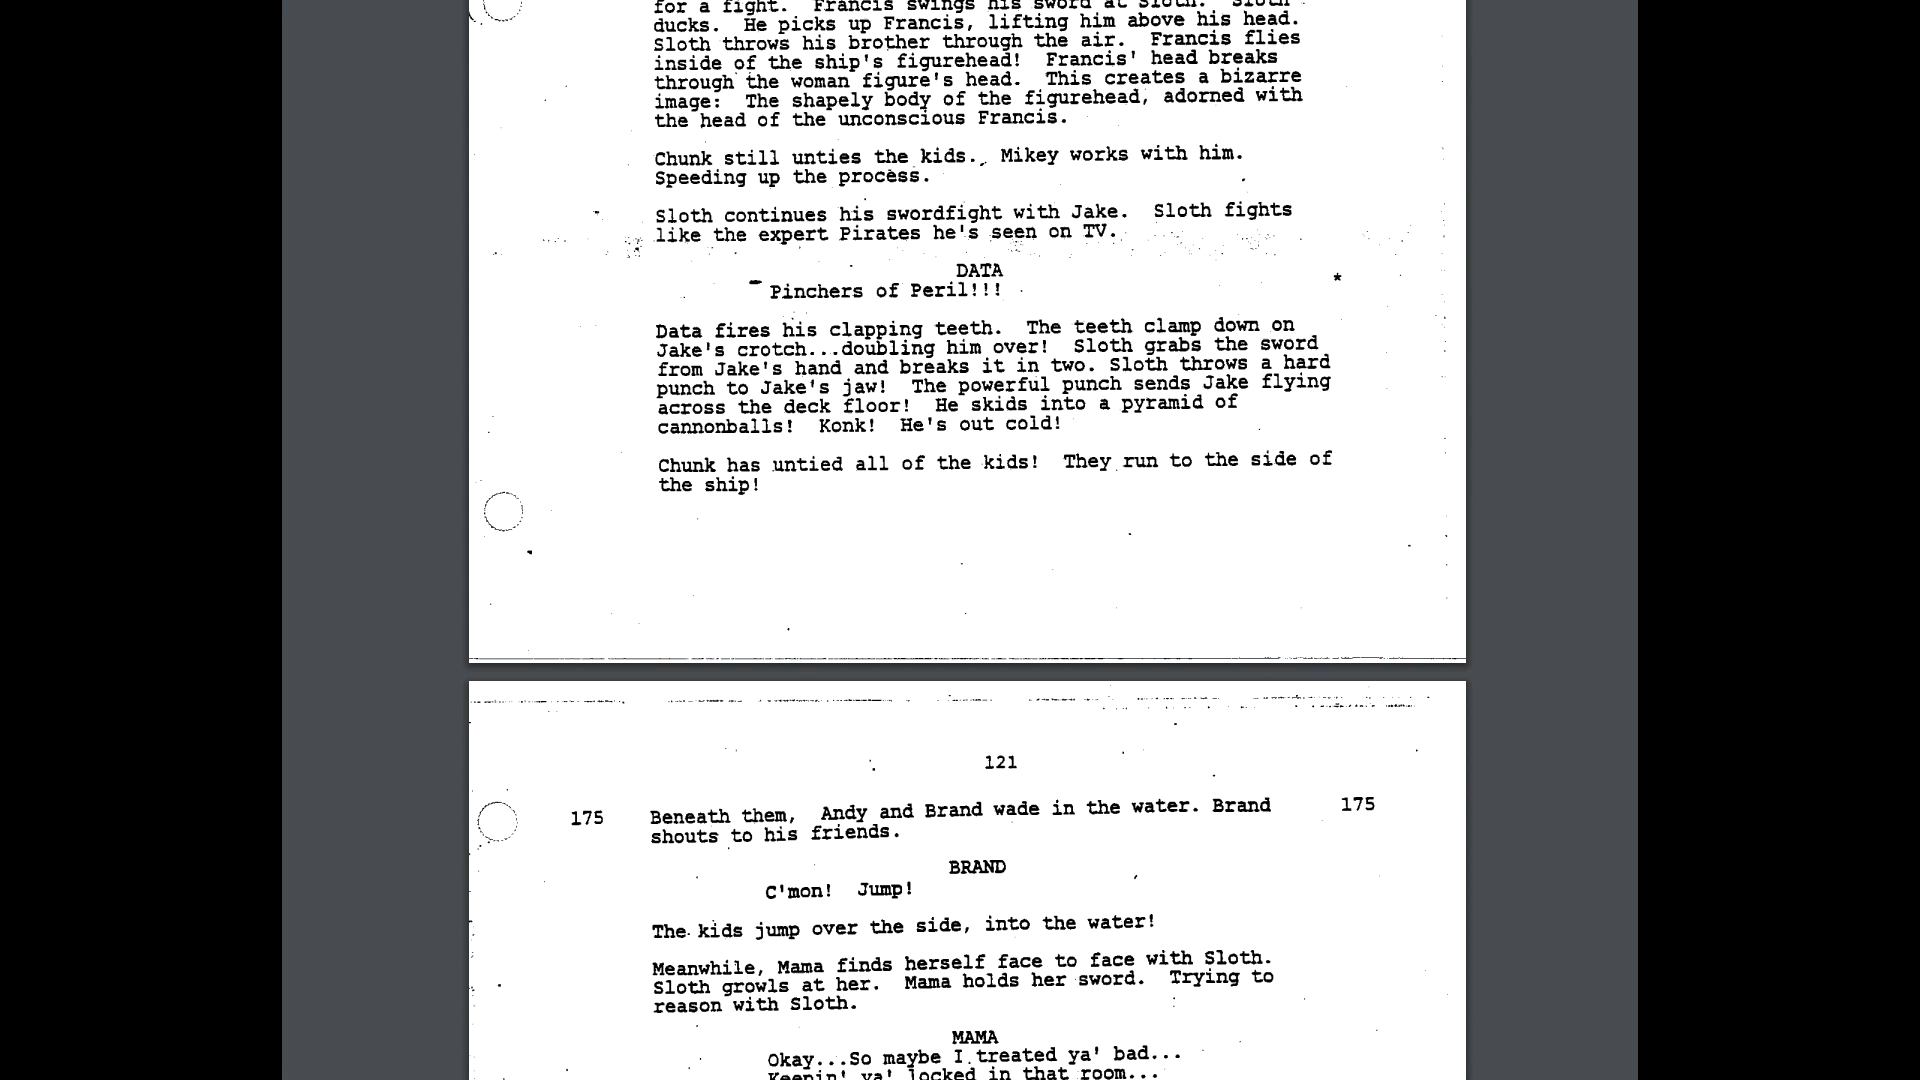 for a fight.  Francis swings his sword at Sloth.  Sloth
ducks.  He picks up Francis, lifting him above his head.
Sloth throws his brother through the air.  Francis flies
inside of the ship's figurehead!  Francis' head breaks
through the woman figure's head.  This creates a bizarre
image:  The shapely body of the figurehead, adorned with
the head of the unconscious Francis.
Chunk still unties the kids.  Mikey works with him.
Speeding up the process.
Sloth continues his swordfight with Jake.  Sloth fights
like the expert Pirates he's seen on TV.
DATA
Pinchers of Peril!!! *
Data fires his clapping teeth.  The teeth clamp down on
Jake's crotch...doubling him over!  Sloth grabs the sword
from Jake's hand and breaks it in two. Sloth throws a hard
punch to Jake's jaw!  The powerful punch sends Jake flying
across the deck floor!  He skids into a pyramid of
cannonballs!  Konk!  He's out cold!
Chunk has untied all of the kids!  They run to the side of
the ship!
121
175 Beneath them,  Andy and Brand wade in the water. Brand 175
shouts to his friends.
BRAND
C'mon!  Jump!
The kids jump over the side, into the water!
Meanwhile, Mama finds herself face to face with Sloth.
Sloth growls at her.  Mama holds her sword.  Trying to
reason with Sloth.
MAMA
Okay...So maybe I treated ya' bad...
Keepin' ya' locked in that room...